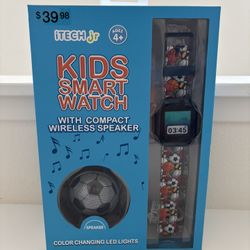 $39.98
iTECH jr
AGES
4+
KIDS
SMART
WATCH
WITH COMPACT
WIRELESS SPEAKER
03:45
SPEAKER
COLOR CHANGING LED LIGHTS